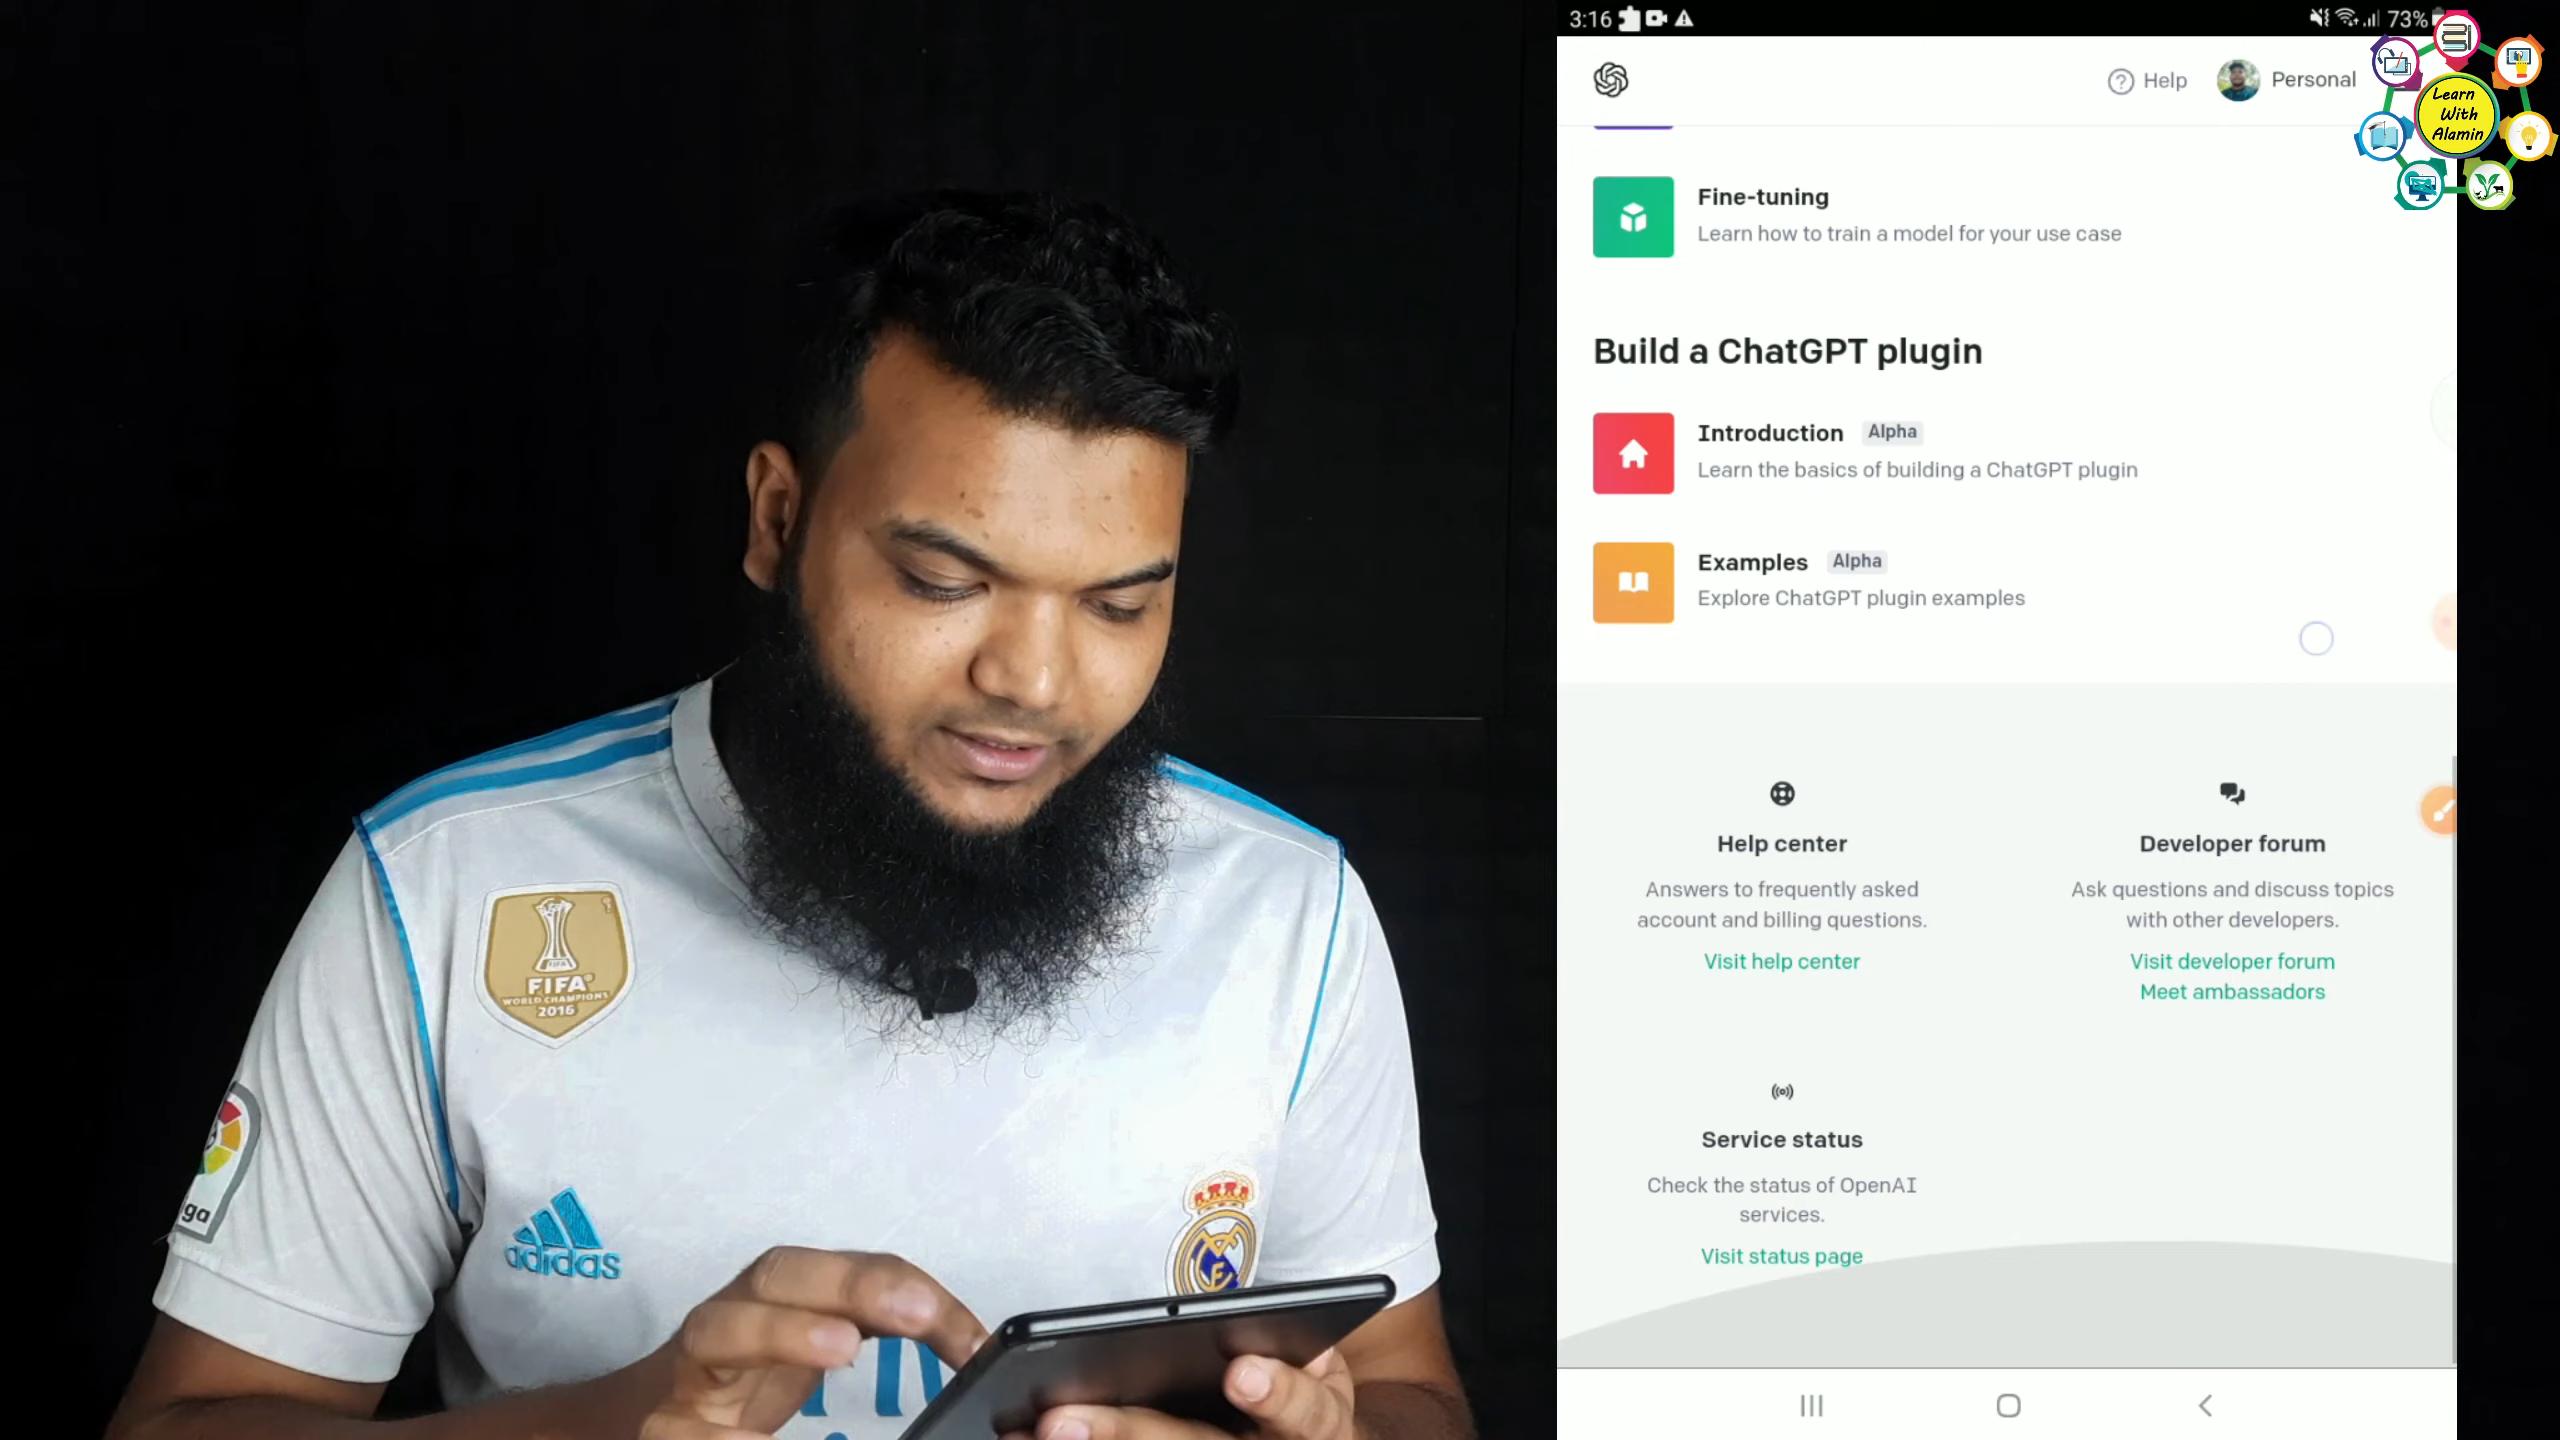 3:16
73%
Help
Personal
Learn
With
Alamin
Fine-tuning
Learn how to train a model for your use case
Build a ChatGPT plugin
Introduction Alpha
Learn the basics of building a ChatGPT plugin
Examples Alpha
Explore ChatGPT plugin examples
Help center
Answers to frequently asked
account and billing questions.
Visit help center
Developer forum
Ask questions and discuss topics
with other developers.
Visit developer forum
Meet ambassadors
Service status
Check the status of OpenAI
services.
Visit status page
FIFA
FIFA
WORLD CHAMPIONS
2016
ga
adidas